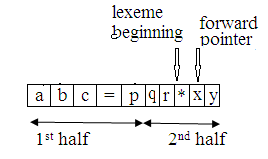 lexeme
beginning
forward
pointer
a b c = p q r * x y
1st half
2nd half